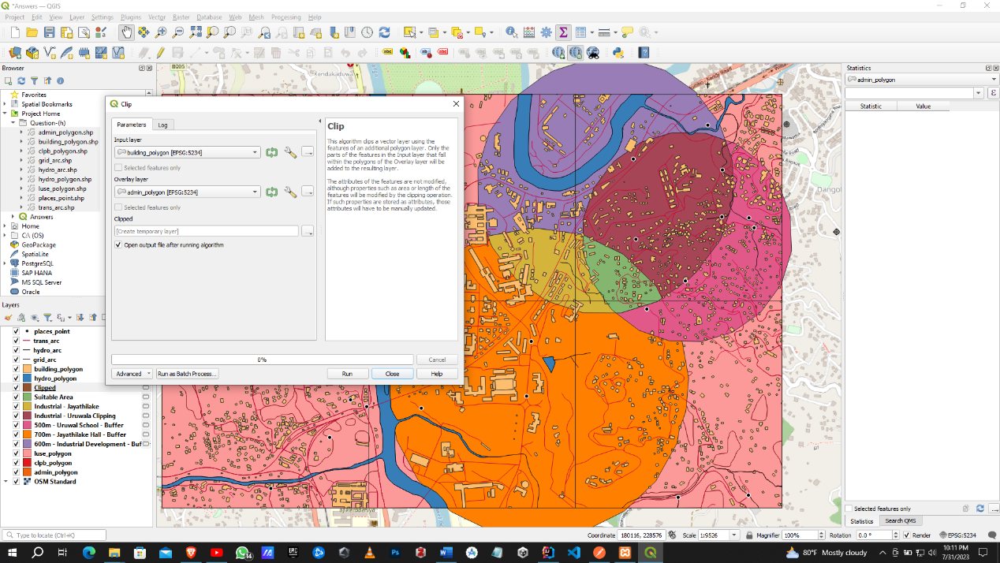 *Answers — QGIS
Project Edit View Layer Settings Plugins Vector Raster Database Web Mesh Processing Help
Browser
Favorites
Spatial Bookmarks
Project Home
Question-(h)
admin_polygon.shp
building_polygon.shp
clpb_polygon.shp
grid_arc.shp
hydro_arc.shp
hydro_polygon.shp
luse_polygon.shp
places_point.shp
trans_arc.shp
Answers
Home
C:\ (OS)
GeoPackage
SpatiaLite
PostgreSQL
SAP HANA
MS SQL Server
Oracle
Layers
places_point
trans_arc
hydro_arc
grid_arc
building_polygon
hydro_polygon
Clipped
Suitable Area
Industrial - Jayathilake
Industrial - Uruwala Clipping
500m - Uruwal School - Buffer
700m - Jayathilake Hall - Buffer
600m - Industrial Development - Buf
luse_polygon
clpb_polygon
admin_polygon
OSM Standard
Clip
Parameters Log
Input layer
building_polygon [EPSG:5234]
Selected features only
Overlay layer
admin_polygon [EPSG:5234]
Selected features only
Clipped
[Create temporary layer]
Open output file after running algorithm
Clip
This algorithm clips a vector layer using the
features of an additional polygon layer. Only the
parts of the features in the Input layer that fall
within the polygons of the Overlay layer will be
added to the resulting layer.
The attributes of the features are not modified,
although properties such as area or length of the
features will be modified by the clipping operation.
If such properties are stored as attributes, those
attributes will have to be manually updated.
0%
Cancel
Advanced Run as Batch Process... Run Close Help
B005
Kendakaduwa
Dangol
Statistics
admin_polygon
Statistic Value
Selected features only
Statistics Search QMS
Type to locate (Ctrl+K)
Coordinate 180116, 228576 Scale 1:9526 Magnifier 100% Rotation 0.0 ° Render EPSG:5234
14
80°F Mostly cloudy
10:11 PM
7/31/2023